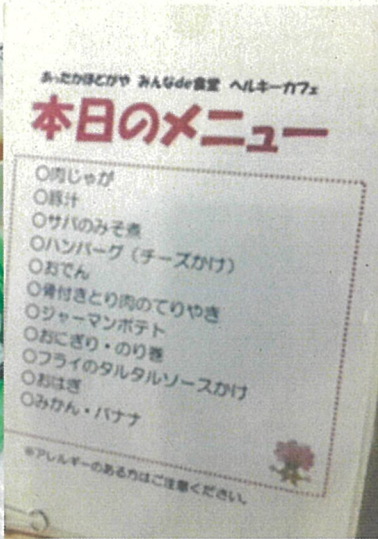 あったかほどがや みんなde食堂 ヘルキーカフェ
本日のメニュー
○肉じゃが
○豚汁
○サバのみそ煮
○ハンバーグ（チーズかけ）
○おでん
○骨付きとり肉のてりやき
○ジャーマンポテト
○おにぎり・のり巻
○フライのタルタルソースかけ
○おはぎ
○みかん・バナナ
※アレルギーのある方はご注意ください。